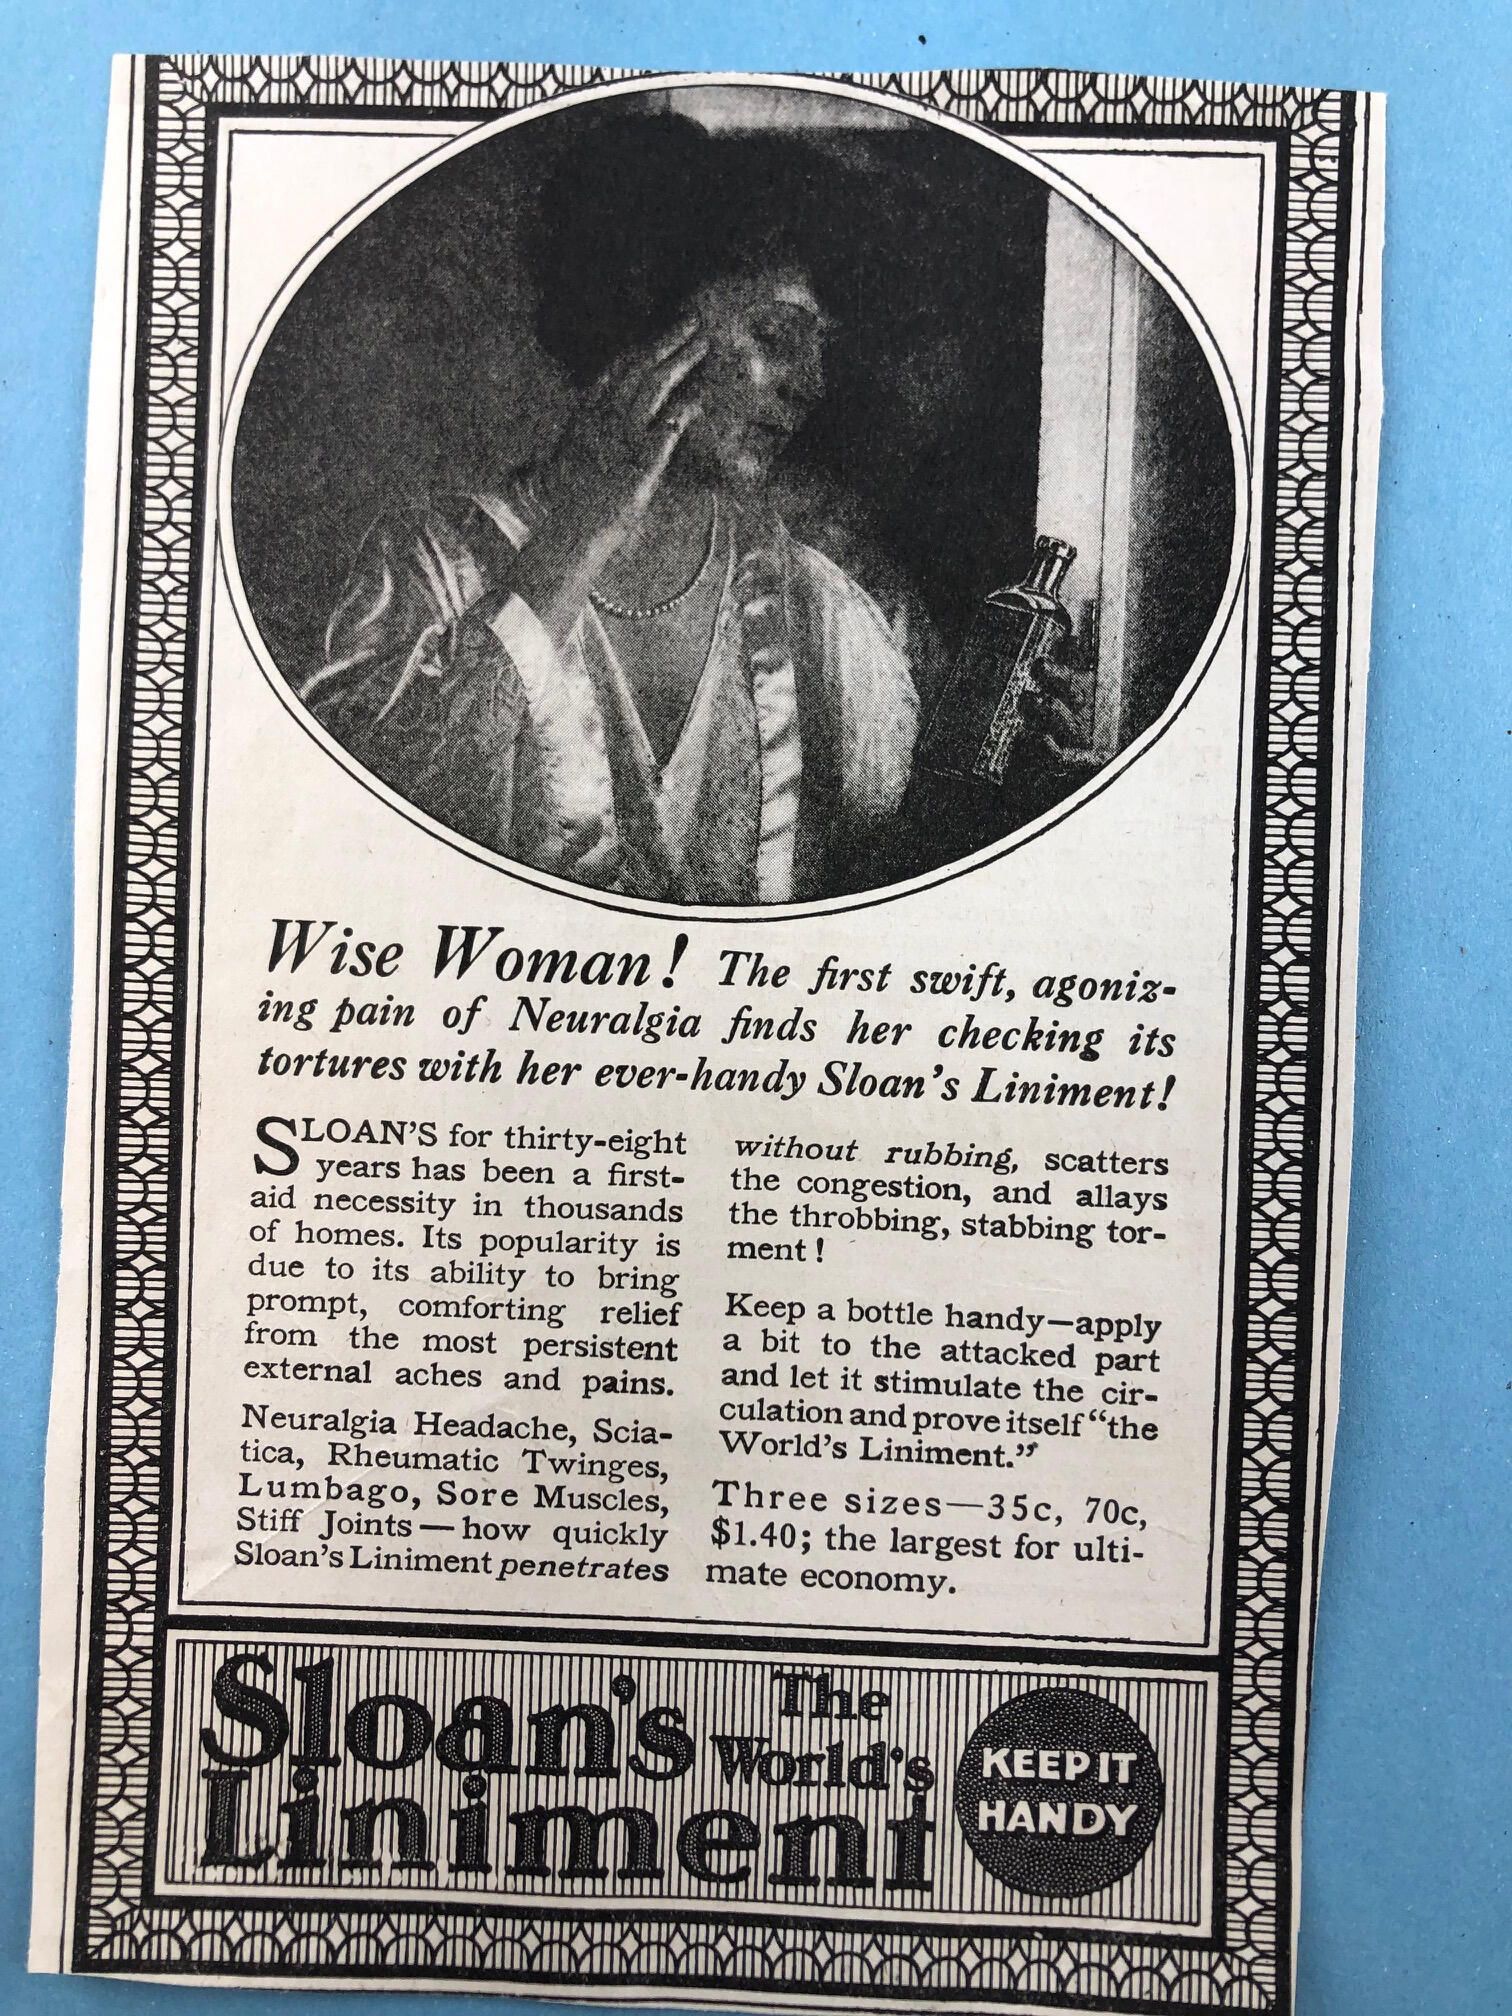 Wise Woman! The first swift, agoniz-
ing pain of Neuralgia finds her checking its
tortures with her ever-handy Sloan's Liniment!
SLOAN'S for thirty-eight
years has been a first-
aid necessity in thousands
of homes. Its popularity is
due to its ability to bring
prompt, comforting relief
from the most persistent
external aches and pains.
Neuralgia Headache, Scia-
tica, Rheumatic Twinges,
Lumbago, Sore Muscles,
Stiff Joints—how quickly
Sloan's Liniment penetrates
without rubbing, scatters
the congestion, and allays
the throbbing, stabbing tor-
ment!
Keep a bottle handy—apply
a bit to the attacked part
and let it stimulate the cir-
culation and prove itself "the
World's Liniment."
Three sizes—35c, 70c,
$1.40; the largest for ulti-
mate economy.
Sloan's
Liniment
The
World's
KEEP IT
HANDY